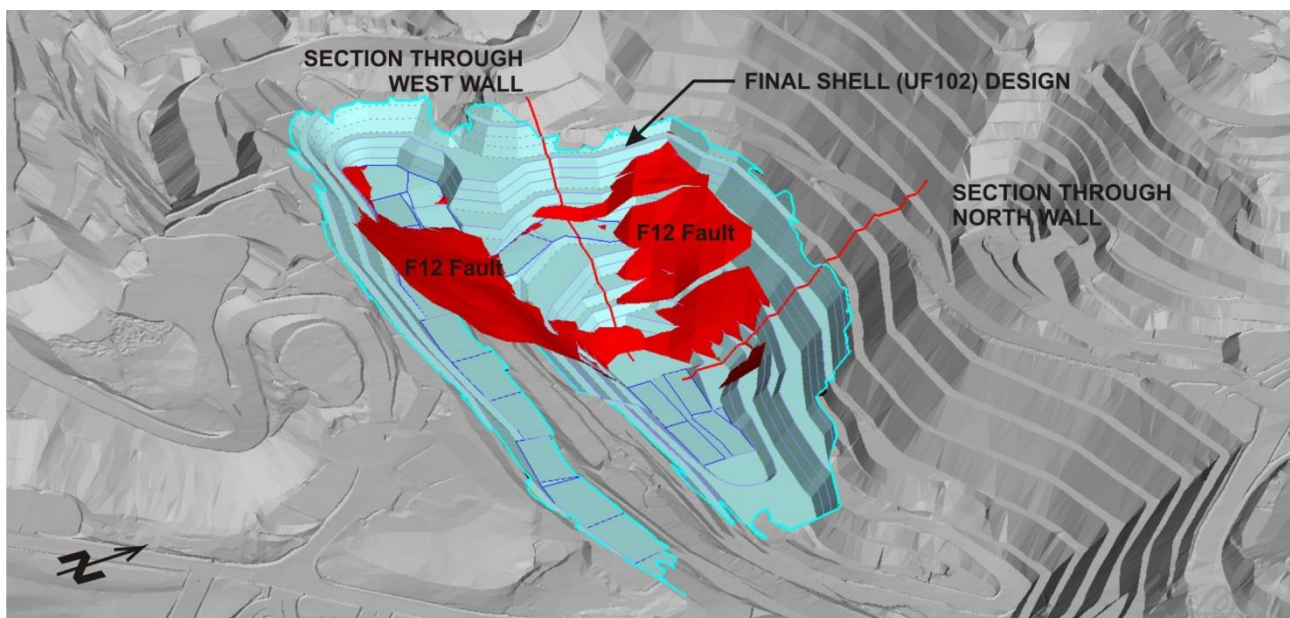 SECTION THROUGH
WEST WALL
FINAL SHELL (UF102) DESIGN
SECTION THROUGH
NORTH WALL
F12 Fault
F12 Fault
N